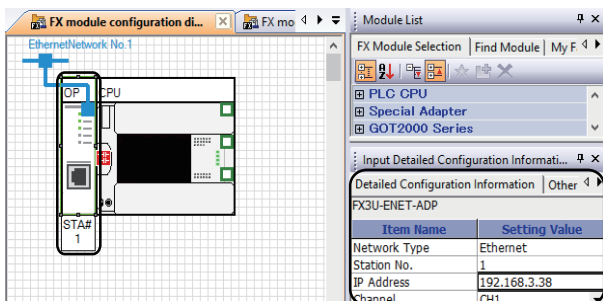 FX module configuration di...
FX mo
EthernetNetwork No.1
OP
CPU
STA#
1
Module List
FX Module Selection
Find Module
My F
PLC CPU
Special Adapter
GOT2000 Series
Input Detailed Configuration Informati...
Detailed Configuration Information
Other
FX3U-ENET-ADP
Item Name Setting Value
Network Type Ethernet
Station No. 1
IP Address 192.168.3.38
Channel CH1